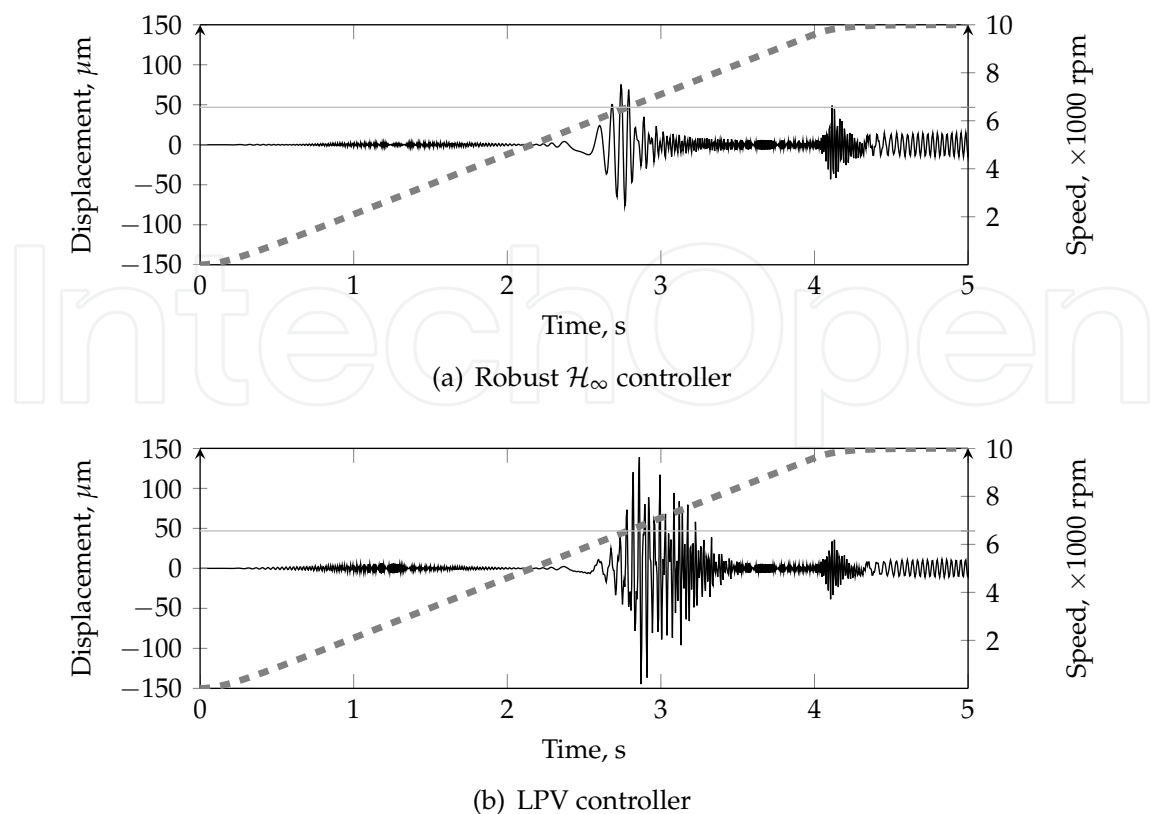 150
100
50
0
−50
−100
−150
Displacement, μm
10
8
6
4
2
Speed, ×1000 rpm
0 1 2 3 4 5
Time, s
(a) Robust ℋ∞ controller
IntechOpen
150
100
50
0
−50
−100
−150
Displacement, μm
10
8
6
4
2
Speed, ×1000 rpm
0 1 2 3 4 5
Time, s
(b) LPV controller